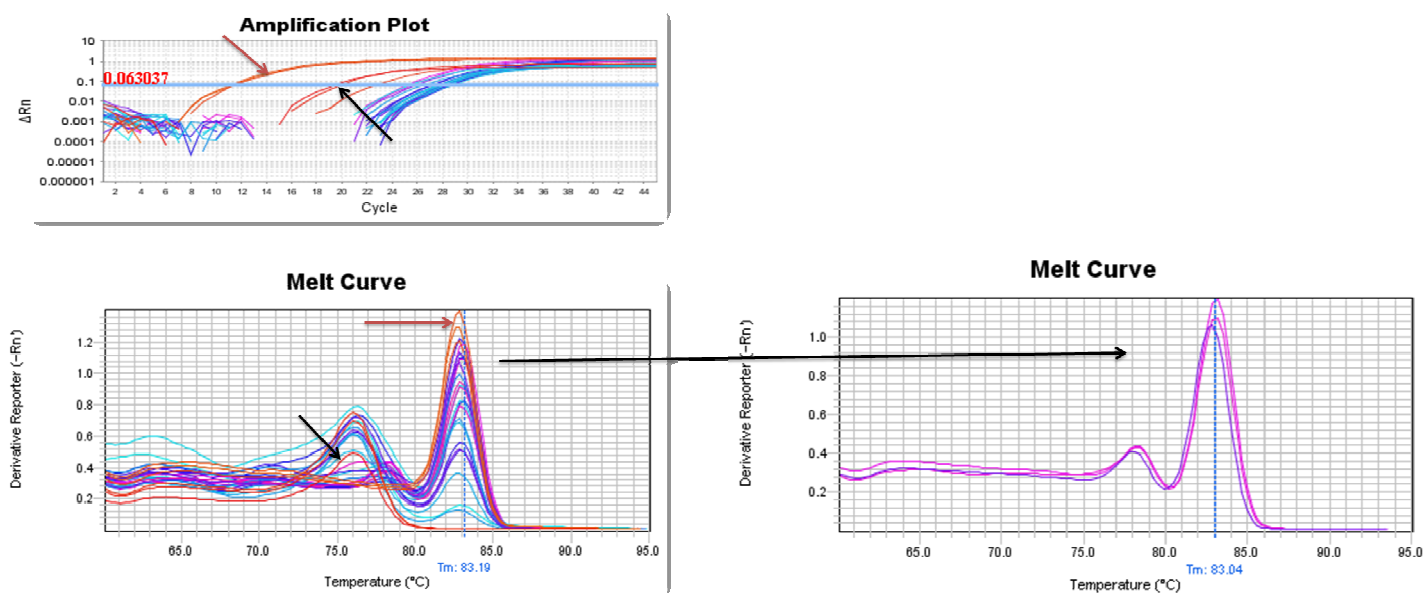 Amplification Plot
10
1
0.1
0.063037
0.01
0.001
0.0001
0.00001
0.000001
ΔRn
2 4 6 8 10 12 14 16 18 20 22 24 26 28 30 32 34 36 38 40 42 44
Cycle
Melt Curve
Derivative Reporter (−Rn')
1.2
1.0
0.8
0.6
0.4
0.2
65.0 70.0 75.0 80.0 85.0 90.0 95.0
Tm: 83.19
Temperature (°C)
Melt Curve
Derivative Reporter (−Rn')
1.0
0.8
0.6
0.4
0.2
65.0 70.0 75.0 80.0 85.0 90.0 95.0
Tm: 83.04
Temperature (°C)